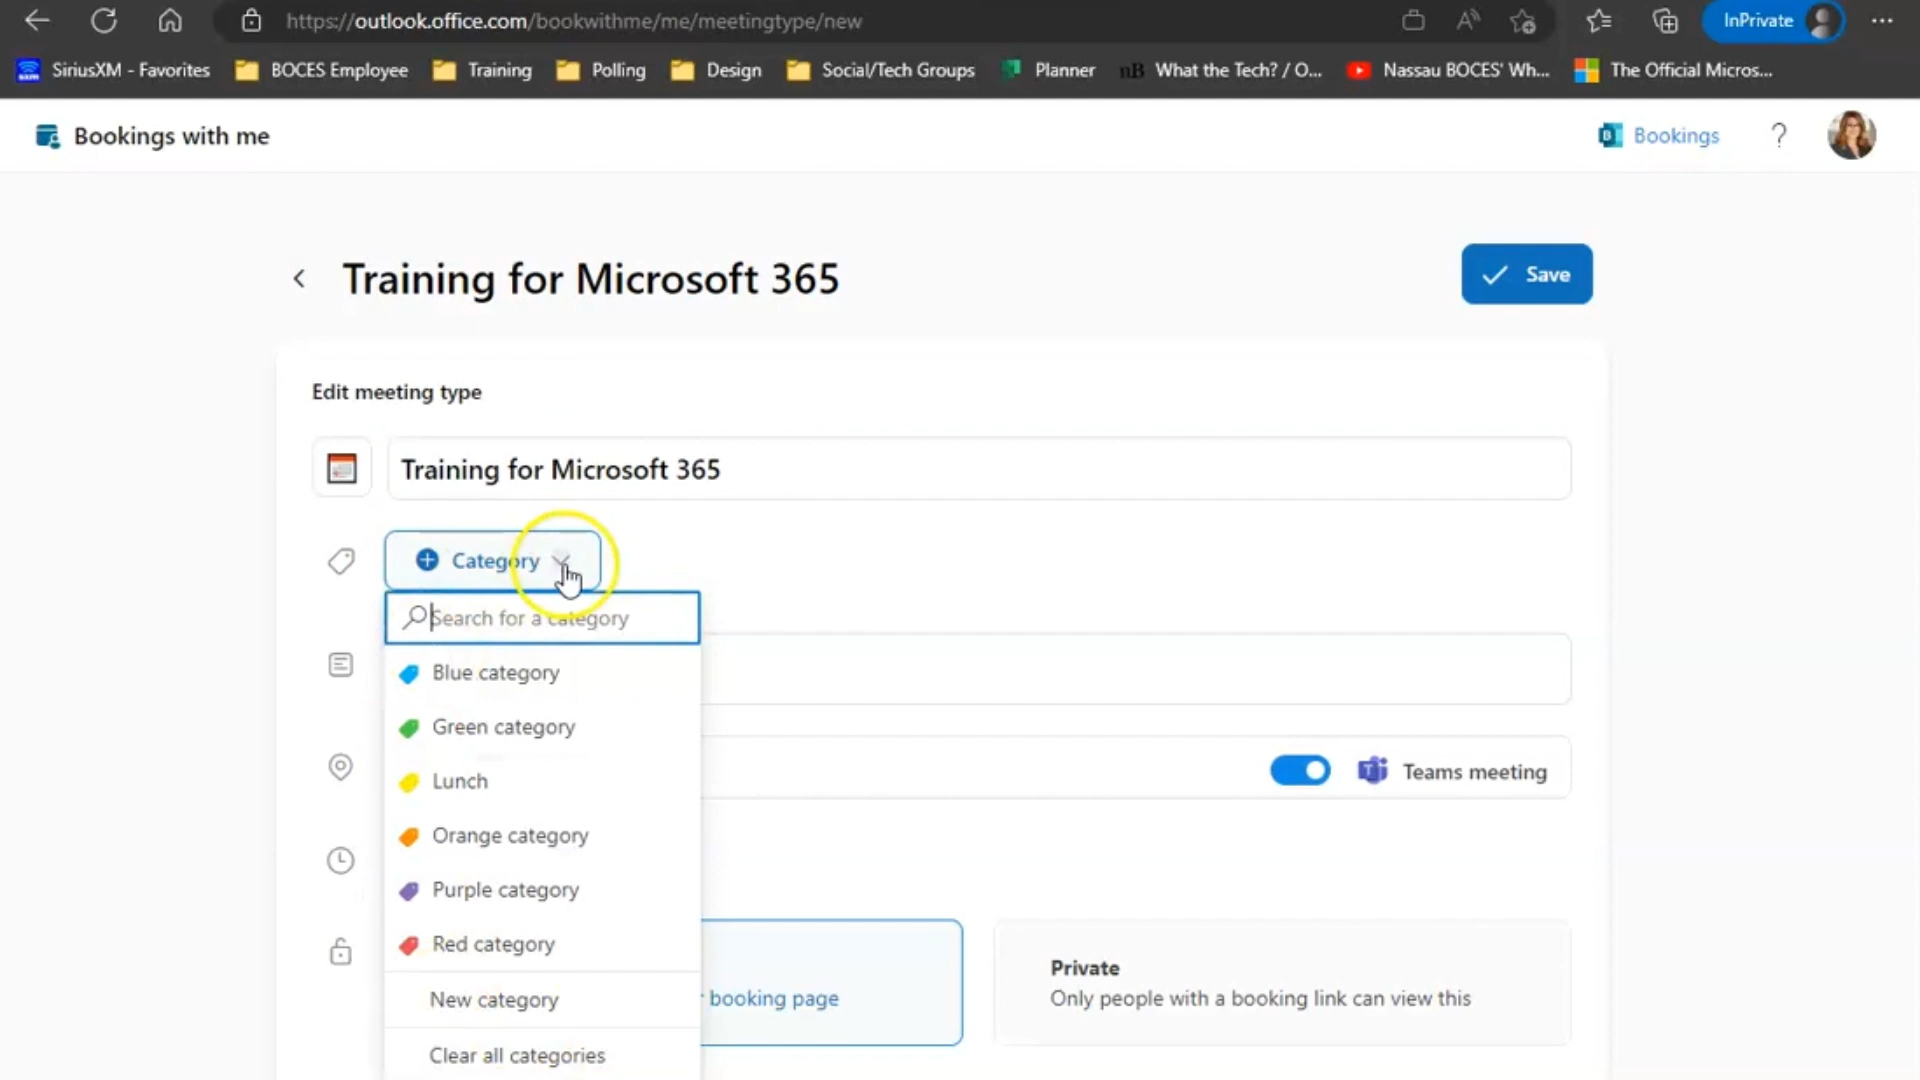 https://outlook.office.com/bookwithme/me/meetingtype/new
InPrivate
SiriusXM - Favorites
BOCES Employee
Training
Polling
Design
Social/Tech Groups
Planner
nB What the Tech? / O...
Nassau BOCES' Wh...
The Official Micros...
Bookings with me
Bookings
?
Training for Microsoft 365
Save
Edit meeting type
Training for Microsoft 365
Category
Search for a category
Blue category
Green category
Lunch
Teams meeting
Orange category
Purple category
Red category
Private
booking page
Only people with a booking link can view this
New category
Clear all categories